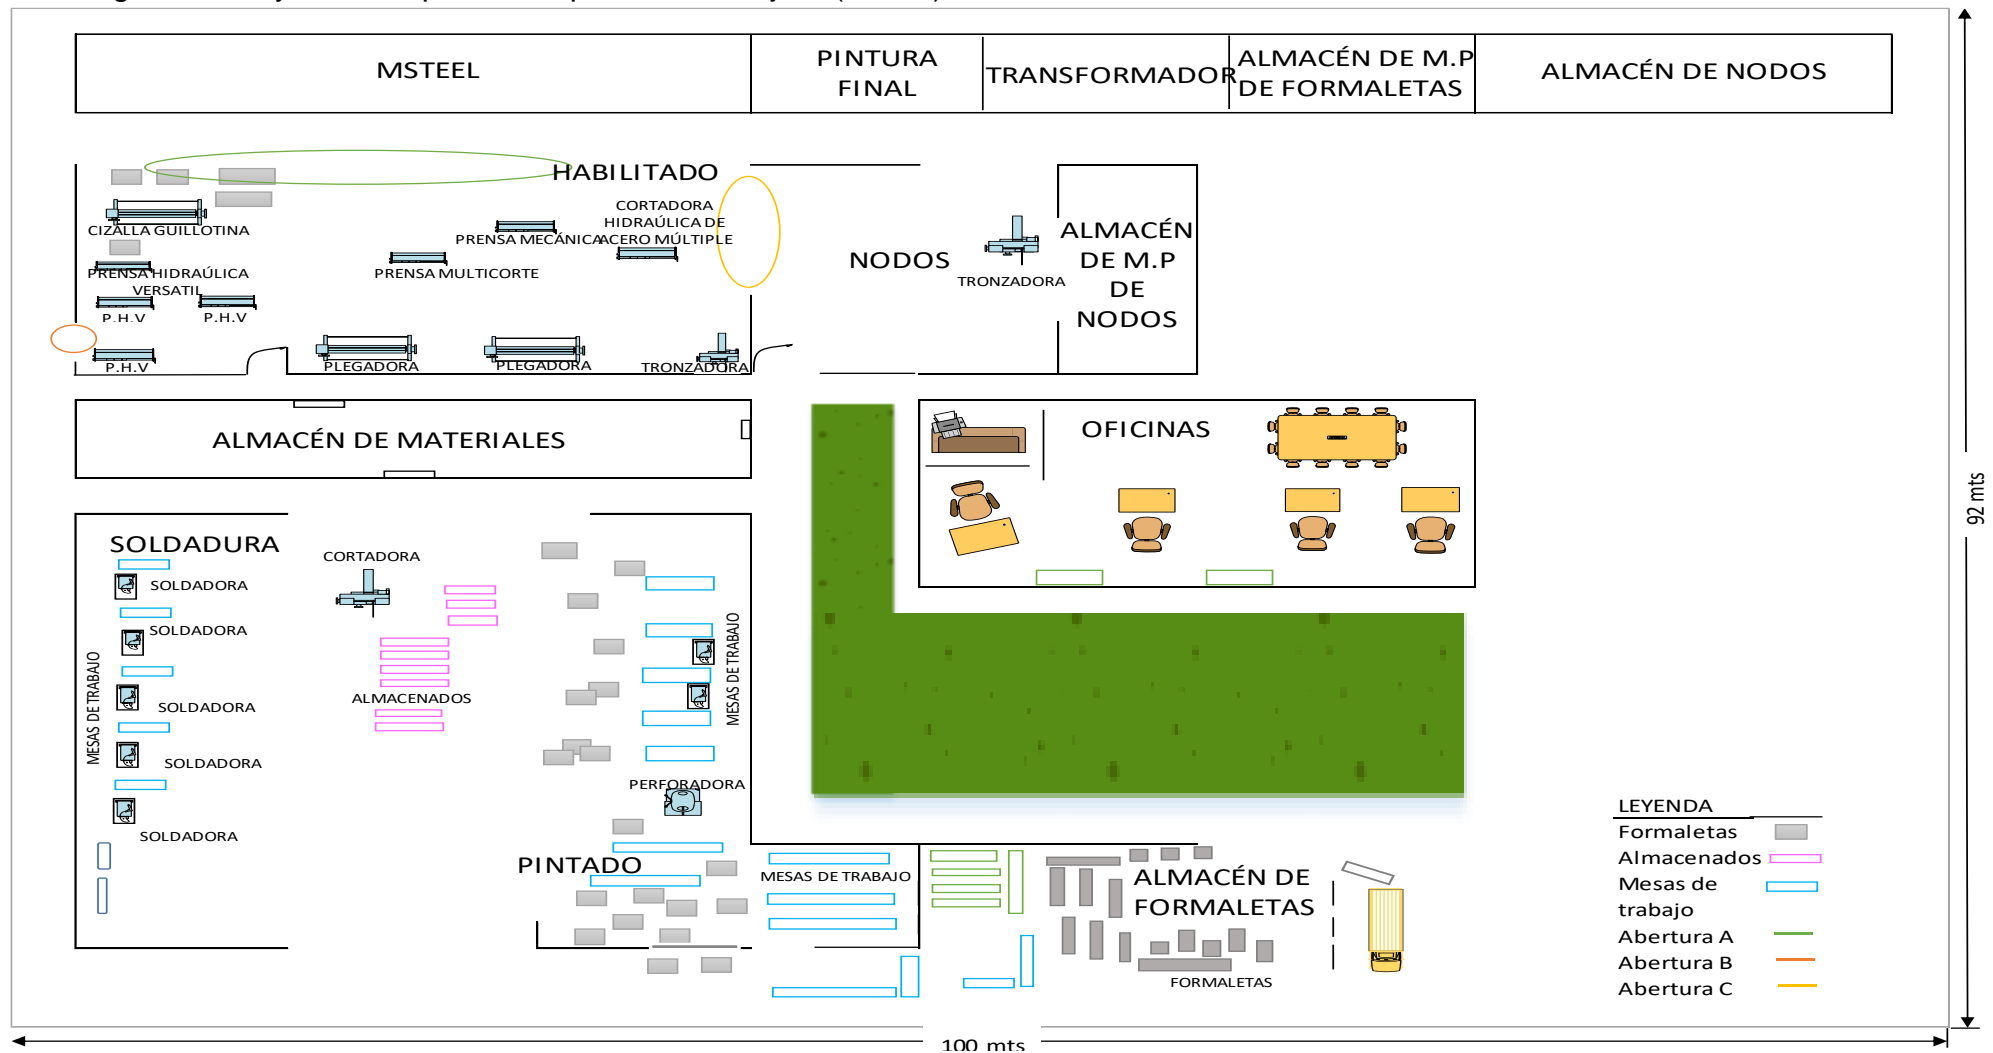 MSTEEL
PINTURA
FINAL
TRANSFORMADOR
ALMACÉN DE M.P
DE FORMALETAS
ALMACÉN DE NODOS
HABILITADO
CIZALLA GUILLOTINA
PRENSA HIDRAÚLICA
VERSATIL
P.H.V
P.H.V
P.H.V
PRENSA MECÁNICA
PRENSA MULTICORTE
CORTADORA
HIDRAÚLICA DE
ACERO MÚLTIPLE
PLEGADORA
PLEGADORA
TRONZADORA
NODOS
TRONZADORA
ALMACÉN
DE M.P
DE
NODOS
ALMACÉN DE MATERIALES
OFICINAS
92 mts
SOLDADURA
CORTADORA
SOLDADORA
SOLDADORA
SOLDADORA
SOLDADORA
SOLDADORA
MESAS DE TRABAJO
ALMACENADOS
MESAS DE TRABAJO
PERFORADORA
PINTADO
MESAS DE TRABAJO
ALMACÉN DE
FORMALETAS
FORMALETAS
LEYENDA
Formaletas
Almacenados
Mesas de
trabajo
Abertura A
Abertura B
Abertura C
100 mts